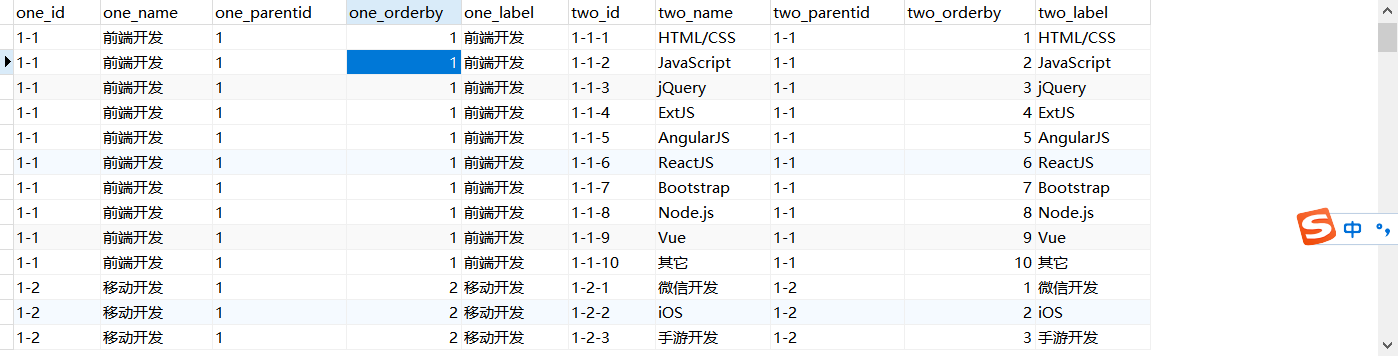 one_id one_name one_parentid one_orderby one_label two_id two_name two_parentid two_orderby two_label
1-1 前端开发 1 1 前端开发 1-1-1 HTML/CSS 1-1 1 HTML/CSS
1-1 前端开发 1 1 前端开发 1-1-2 JavaScript 1-1 2 JavaScript
1-1 前端开发 1 1 前端开发 1-1-3 jQuery 1-1 3 jQuery
1-1 前端开发 1 1 前端开发 1-1-4 ExtJS 1-1 4 ExtJS
1-1 前端开发 1 1 前端开发 1-1-5 AngularJS 1-1 5 AngularJS
1-1 前端开发 1 1 前端开发 1-1-6 ReactJS 1-1 6 ReactJS
1-1 前端开发 1 1 前端开发 1-1-7 Bootstrap 1-1 7 Bootstrap
1-1 前端开发 1 1 前端开发 1-1-8 Node.js 1-1 8 Node.js
1-1 前端开发 1 1 前端开发 1-1-9 Vue 1-1 9 Vue
1-1 前端开发 1 1 前端开发 1-1-10 其它 1-1 10 其它
1-2 移动开发 1 2 移动开发 1-2-1 微信开发 1-2 1 微信开发
1-2 移动开发 1 2 移动开发 1-2-2 iOS 1-2 2 iOS
1-2 移动开发 1 2 移动开发 1-2-3 手游开发 1-2 3 手游开发
S 中 °,